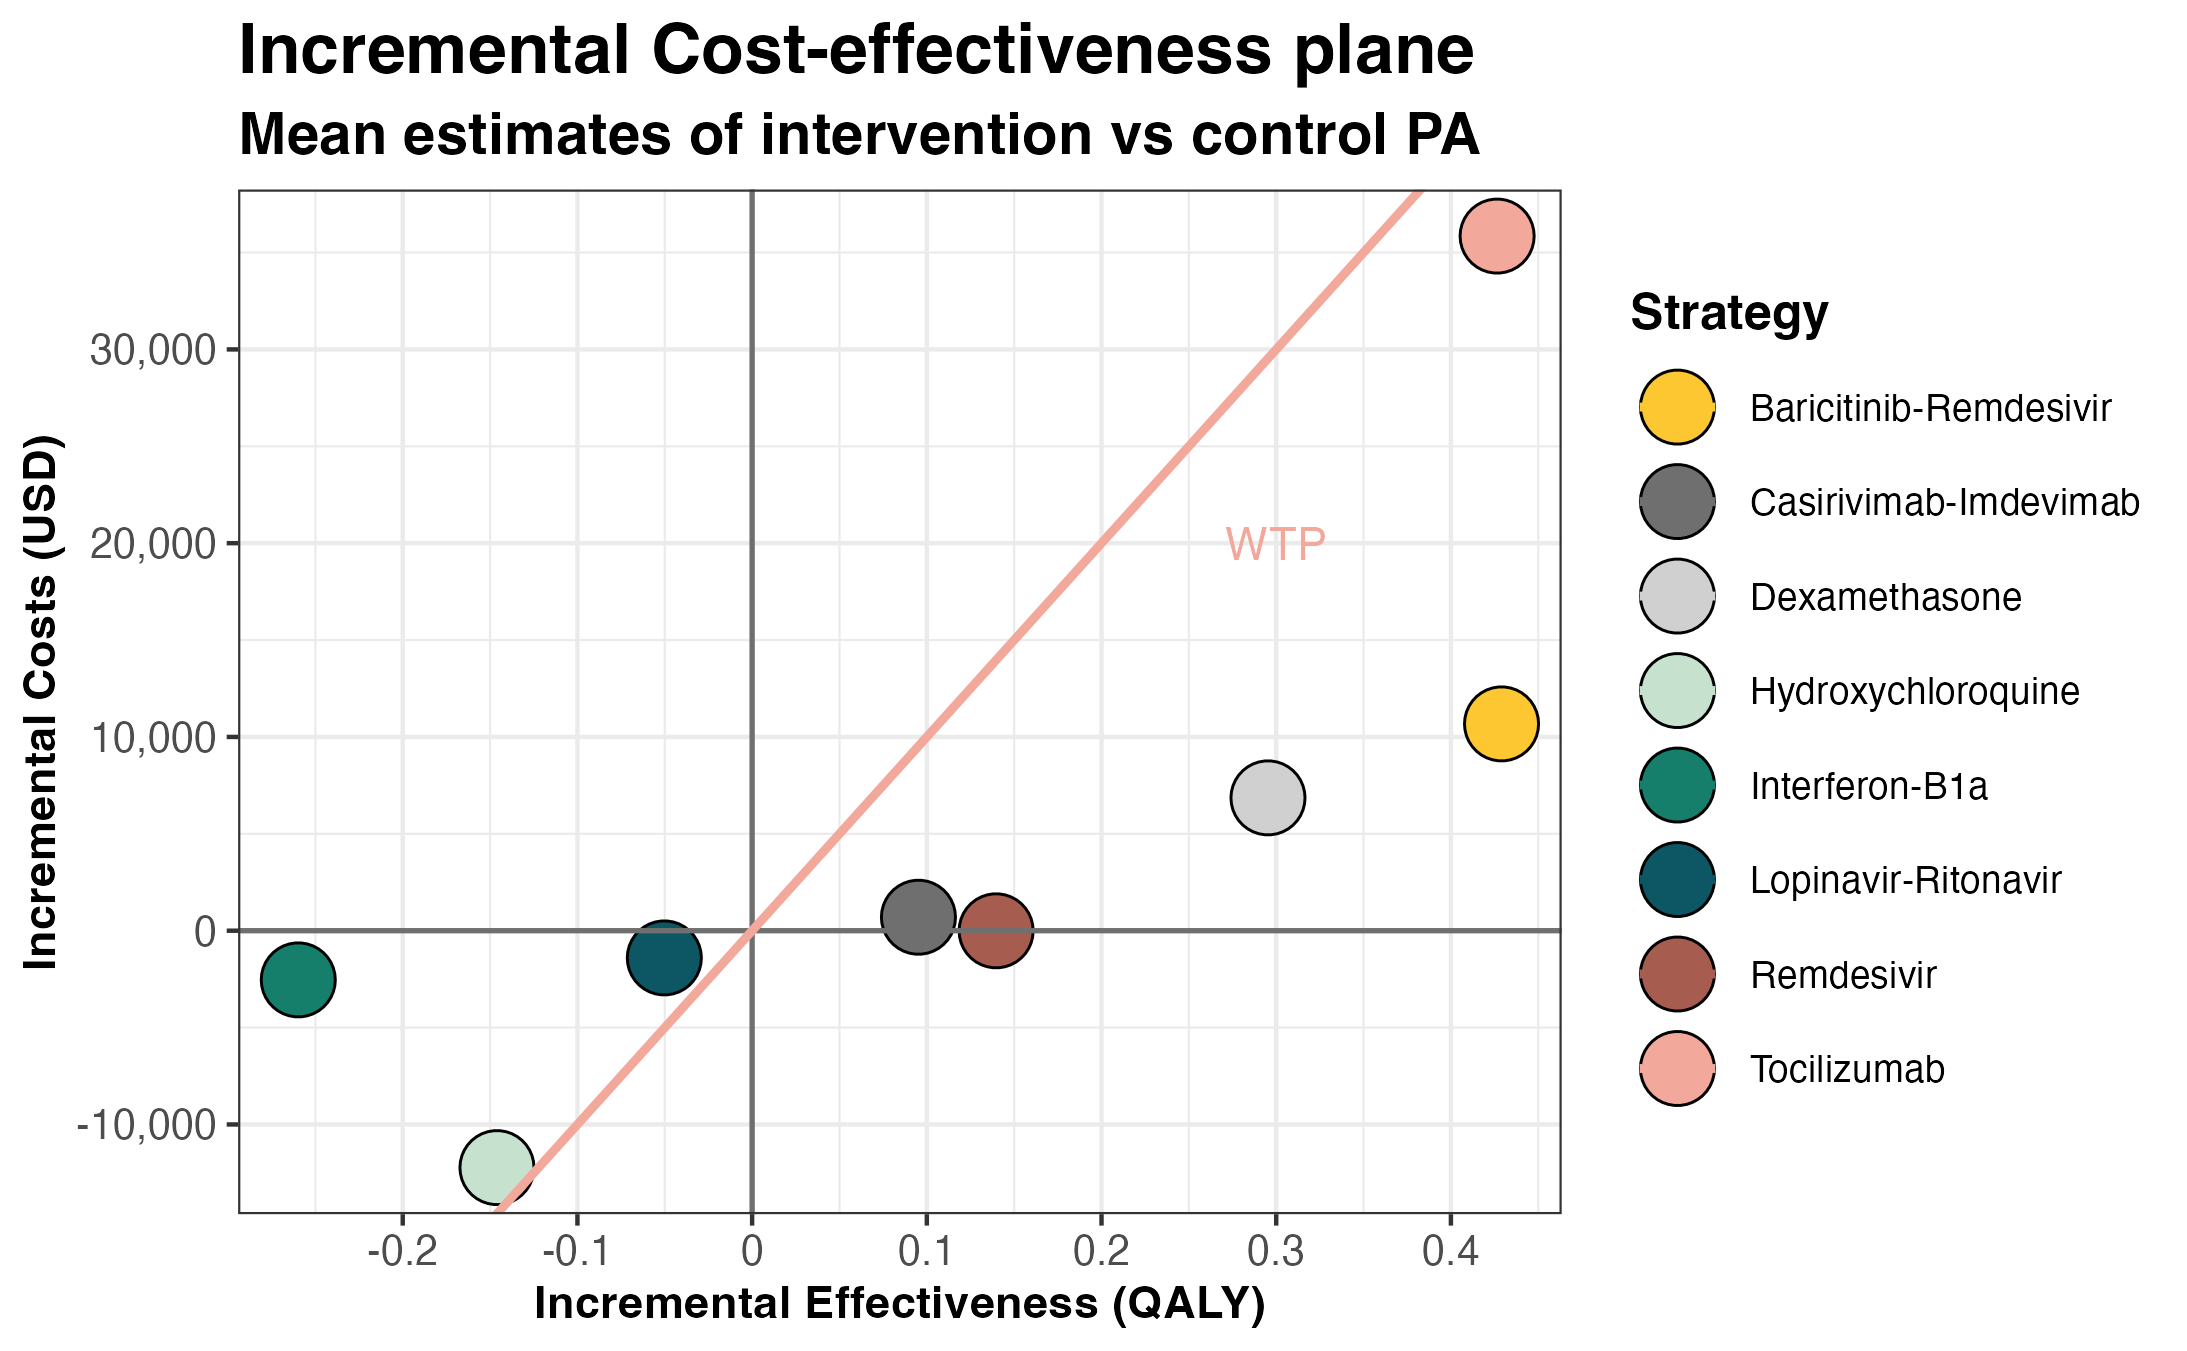 Incremental Cost-effectiveness plane
Mean estimates of intervention vs control PA
Incremental Costs (USD)
30,000
20,000
10,000
0
-10,000
WTP
-0.2
-0.1
0
0.1
0.2
0.3
0.4
Incremental Effectiveness (QALY)
Strategy
Baricitinib-Remdesivir
Casirivimab-Imdevimab
Dexamethasone
Hydroxychloroquine
Interferon-B1a
Lopinavir-Ritonavir
Remdesivir
Tocilizumab